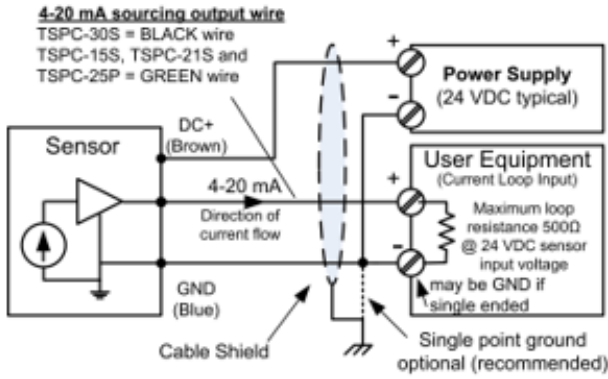 4-20 mA sourcing output wire
TSPC-30S = BLACK wire
TSPC-15S, TSPC-21S and
TSPC-25P = GREEN wire
+
Power Supply
(24 VDC typical)
-
DC+
(Brown)
Sensor
User Equipment
(Current Loop Input)
+
4-20 mA
Direction of
current flow
Maximum loop
resistance 500Ω
@ 24 VDC sensor
input voltage
-
may be GND if
single ended
GND
(Blue)
Cable Shield
Single point ground
optional (recommended)